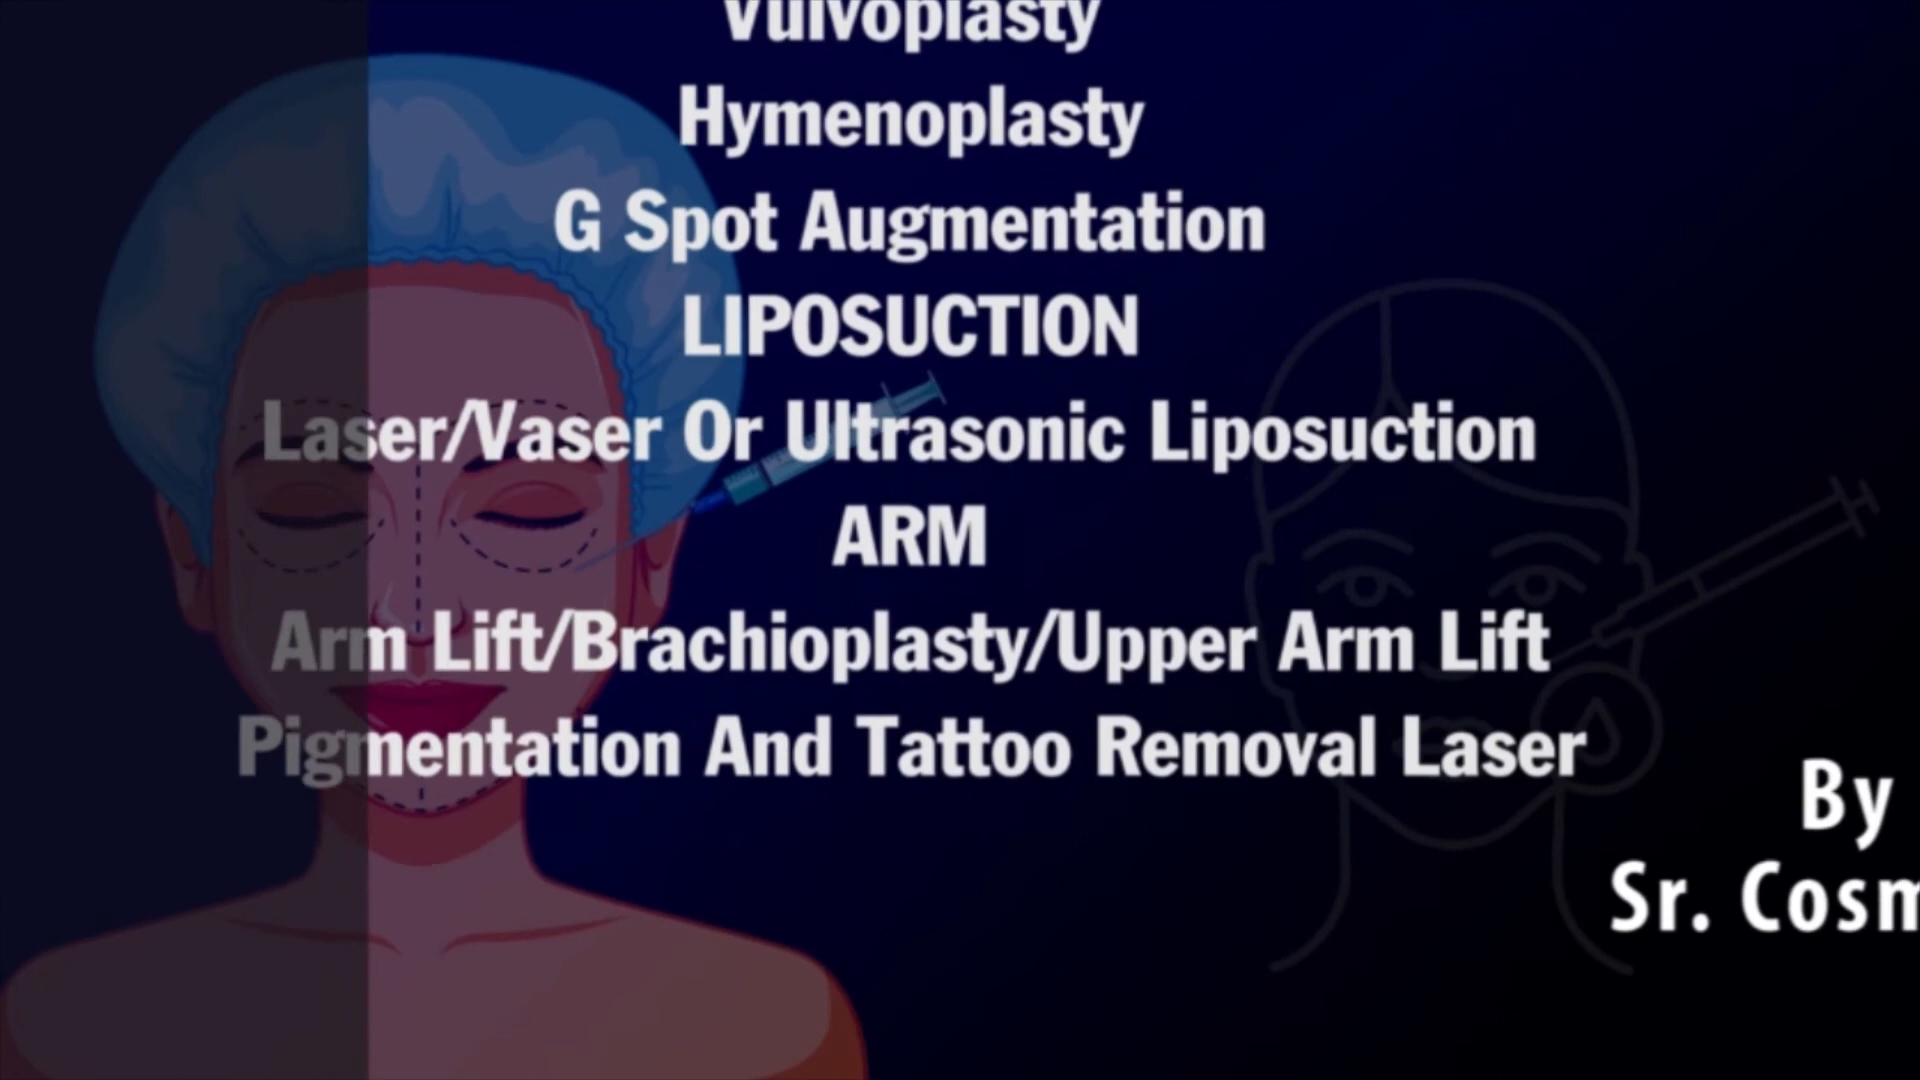 Vulvoplasty
Hymenoplasty
G Spot Augmentation
LIPOSUCTION
Laser/Vaser Or Ultrasonic Liposuction
ARM
Arm Lift/Brachioplasty/Upper Arm Lift
Pigmentation And Tattoo Removal Laser
By
Sr.